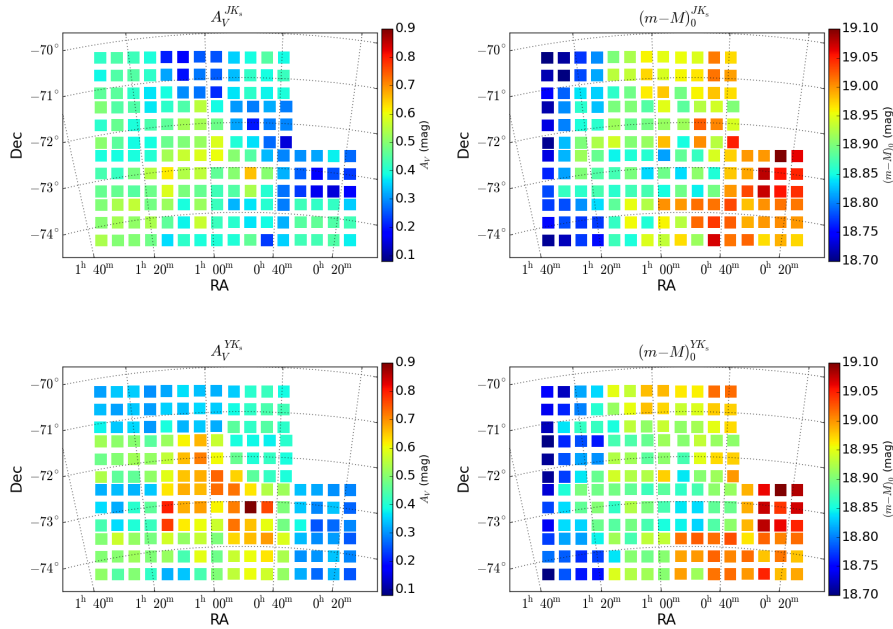 A_V^{JK_s}
(m−M)_0^{JK_s}
−70°
−71°
−72°
−73°
−74°
Dec
1h 40m 1h 20m 1h 00m 0h 40m 0h 20m
RA
0.9
0.8
0.7
0.6
0.5
0.4
0.3
0.2
0.1
A_V (mag)
−70°
−71°
−72°
−73°
−74°
Dec
1h 40m 1h 20m 1h 00m 0h 40m 0h 20m
RA
19.10
19.05
19.00
18.95
18.90
18.85
18.80
18.75
18.70
(m−M)_0 (mag)
A_V^{YK_s}
(m−M)_0^{YK_s}
−70°
−71°
−72°
−73°
−74°
Dec
1h 40m 1h 20m 1h 00m 0h 40m 0h 20m
RA
0.9
0.8
0.7
0.6
0.5
0.4
0.3
0.2
0.1
A_V (mag)
−70°
−71°
−72°
−73°
−74°
Dec
1h 40m 1h 20m 1h 00m 0h 40m 0h 20m
RA
19.10
19.05
19.00
18.95
18.90
18.85
18.80
18.75
18.70
(m−M)_0 (mag)